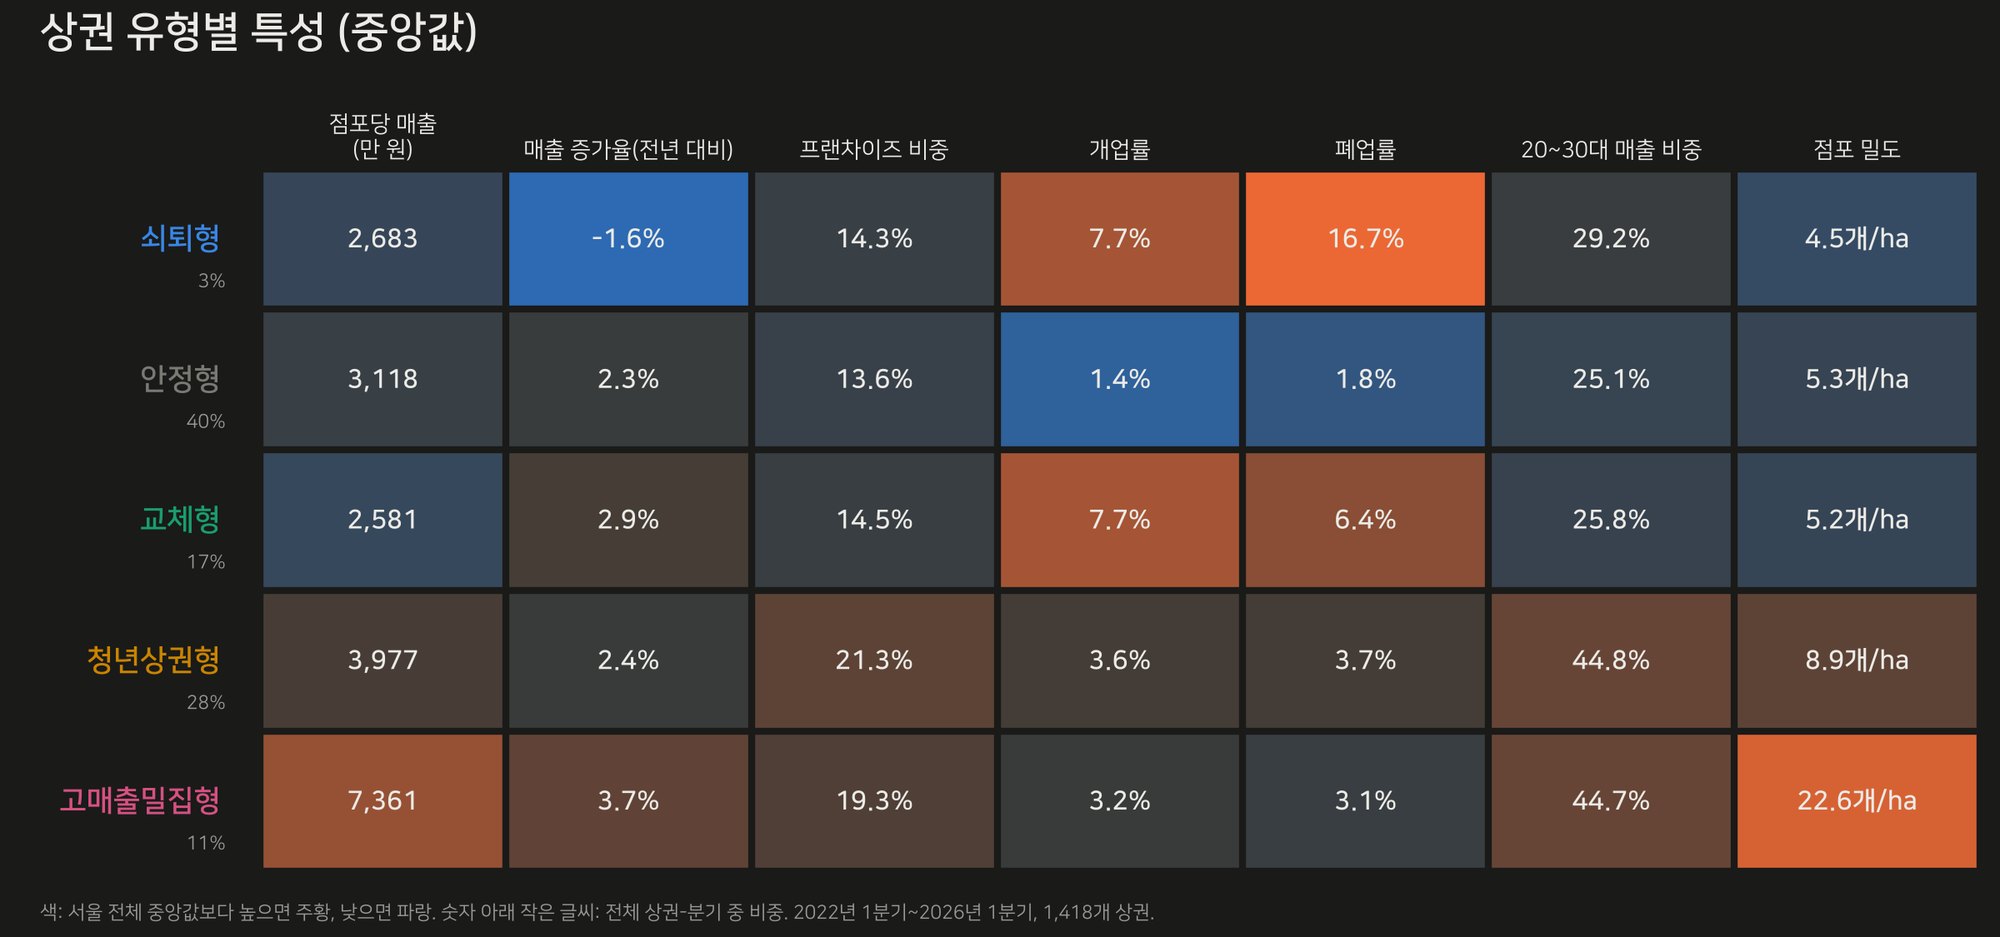 상권 유형별 특성 (중앙값)
점포당 매출
(만 원)
매출 증가율(전년 대비)
프랜차이즈 비중
개업률
폐업률
20~30대 매출 비중
점포 밀도
쇠퇴형
3%
2,683
-1.6%
14.3%
7.7%
16.7%
29.2%
4.5개/ha
안정형
40%
3,118
2.3%
13.6%
1.4%
1.8%
25.1%
5.3개/ha
교체형
17%
2,581
2.9%
14.5%
7.7%
6.4%
25.8%
5.2개/ha
청년상권형
28%
3,977
2.4%
21.3%
3.6%
3.7%
44.8%
8.9개/ha
고매출밀집형
11%
7,361
3.7%
19.3%
3.2%
3.1%
44.7%
22.6개/ha
색: 서울 전체 중앙값보다 높으면 주황, 낮으면 파랑. 숫자 아래 작은 글씨: 전체 상권-분기 중 비중. 2022년 1분기~2026년 1분기, 1,418개 상권.